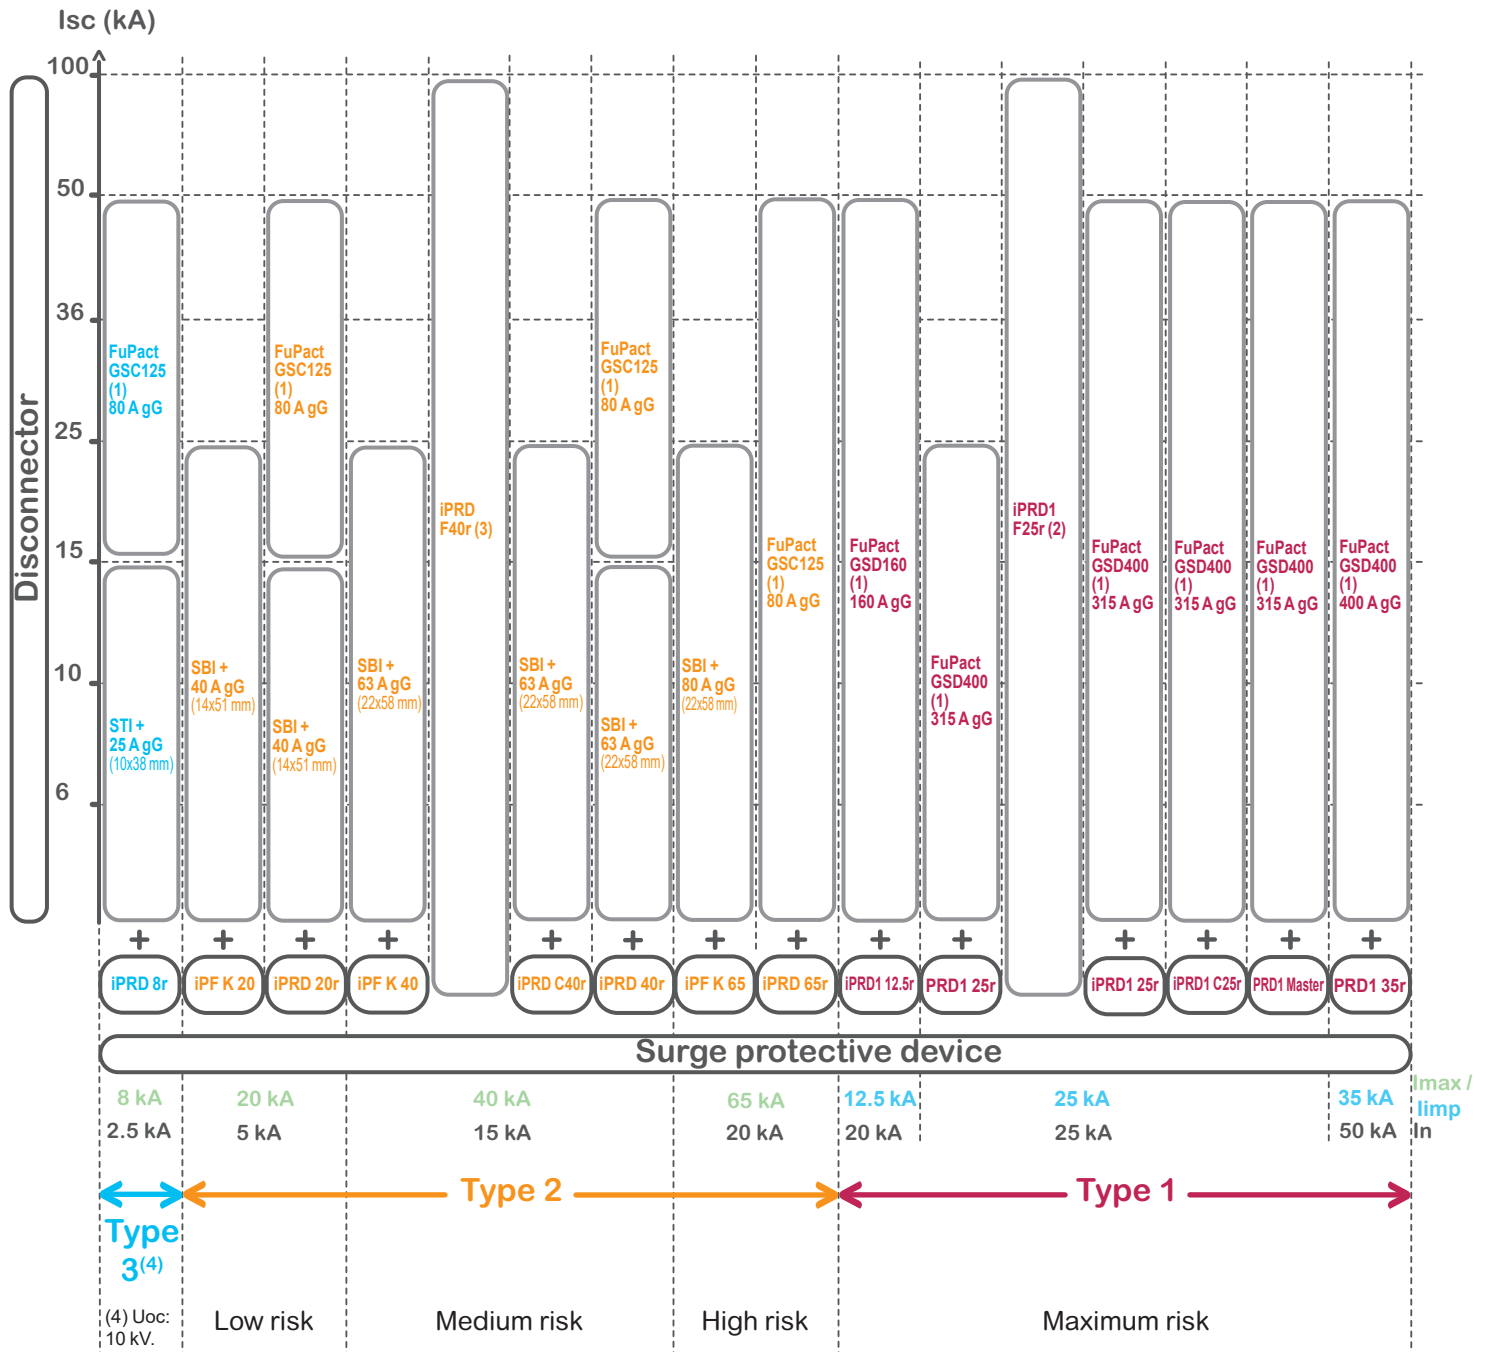 Isc (kA)
100
50
36
25
15
10
6
Disconnector
FuPact
GSC125
(1)
80 A gG
STI +
25 A gG
(10x38 mm)
SBI +
40 A gG
(14x51 mm)
FuPact
GSC125
(1)
80 A gG
SBI +
40 A gG
(14x51 mm)
SBI +
63 A gG
(22x58 mm)
iPRD
F40r (3)
SBI +
63 A gG
(22x58 mm)
FuPact
GSC125
(1)
80 A gG
SBI +
63 A gG
(22x58 mm)
SBI +
80 A gG
(22x58 mm)
FuPact
GSC125
(1)
80 A gG
FuPact
GSD160
(1)
160 A gG
FuPact
GSD400
(1)
315 A gG
iPRD1
F25r (2)
FuPact
GSD400
(1)
315 A gG
FuPact
GSD400
(1)
315 A gG
FuPact
GSD400
(1)
315 A gG
FuPact
GSD400
(1)
400 A gG
+ + + + + + + + + + + + + +
iPRD 8r iPF K 20 iPRD 20r iPF K 40 iPRD C40r iPRD 40r iPF K 65 iPRD 65r iPRD1 12.5r PRD1 25r iPRD1 25r iPRD1 C25r PRD1 Master PRD1 35r
Surge protective device
8 kA 20 kA 40 kA 65 kA 12.5 kA 25 kA 35 kA Imax /
Iimp
2.5 kA 5 kA 15 kA 20 kA 20 kA 25 kA 50 kA In
Type 2 Type 1
Type
3(4)
(4) Uoc:
10 kV.
Low risk Medium risk High risk Maximum risk